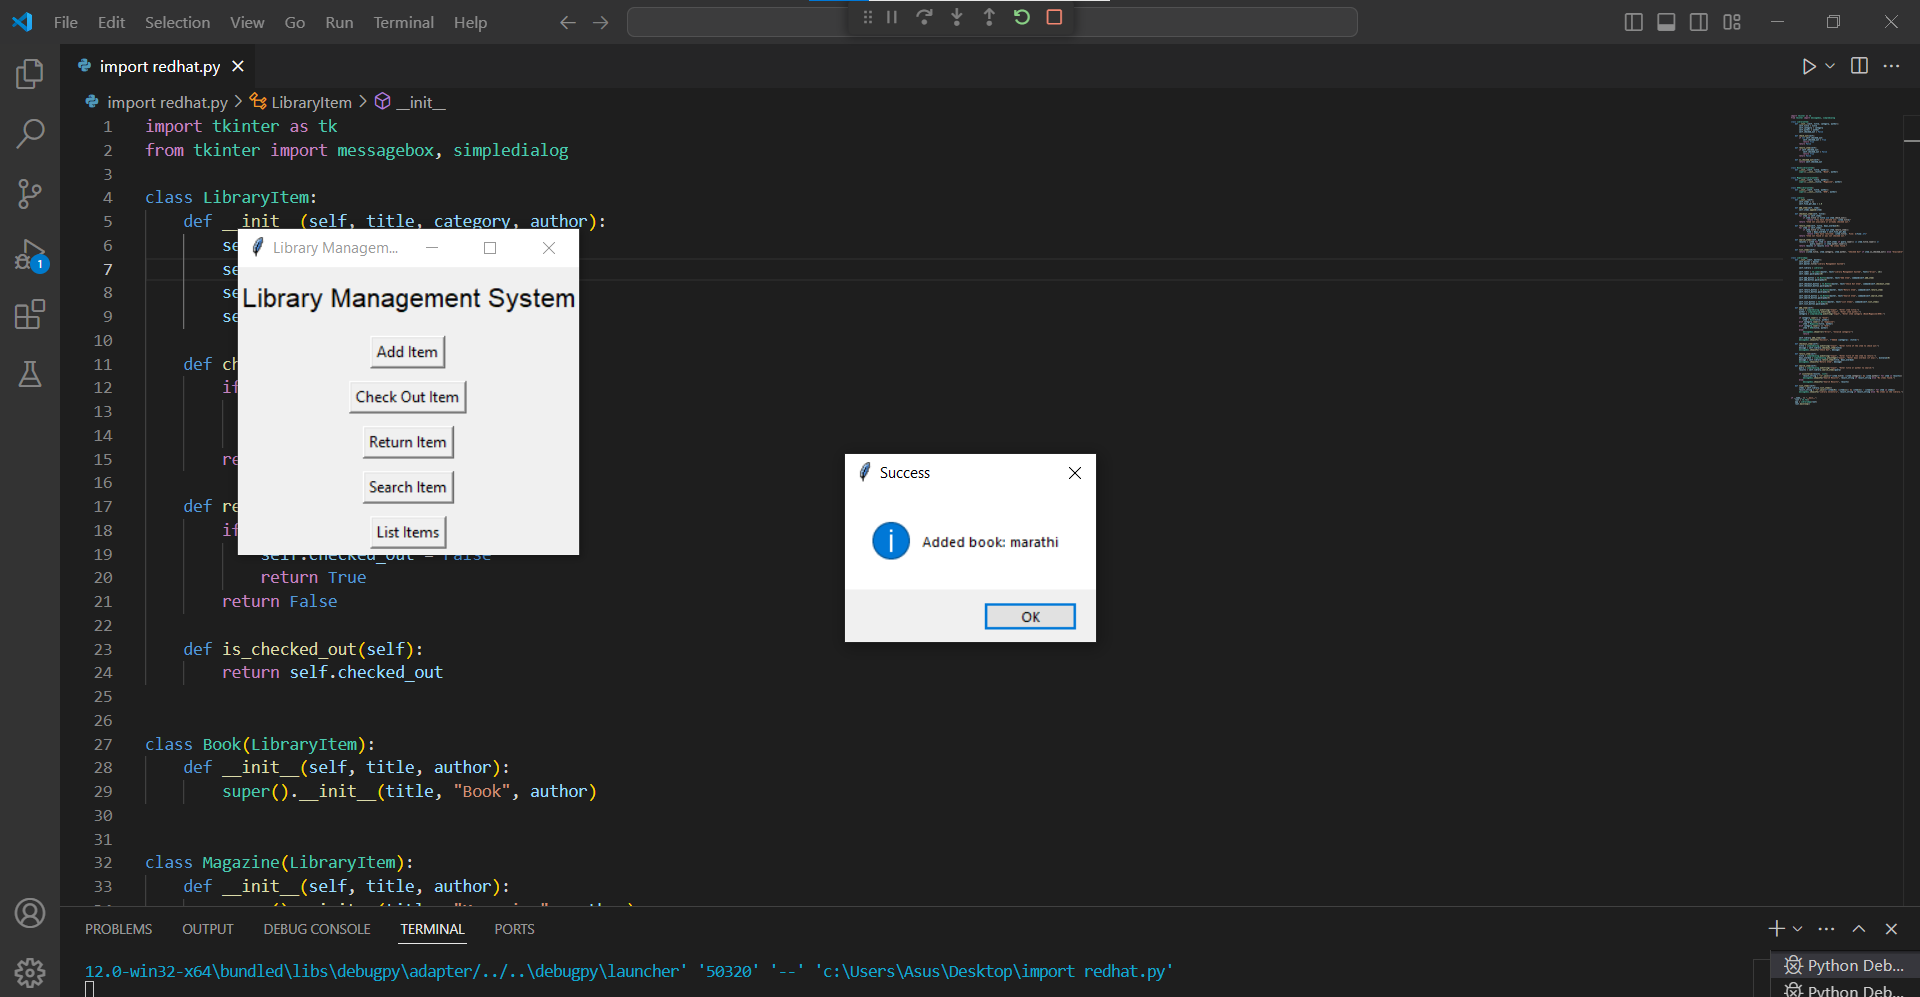 File Edit Selection View Go Run Terminal Help
import redhat.py
import redhat.py > LibraryItem > __init__
1 import tkinter as tk
2 from tkinter import messagebox, simpledialog
3
4 class LibraryItem:
5 def __init__(self, title, category, author):
6 se
7 se
8 se
9 se
10
11 def ch
12 if
13
14
15 re
16
17 def re
18 if
19 self.checked_out = False
20 return True
21 return False
22
23 def is_checked_out(self):
24 return self.checked_out
25
26
27 class Book(LibraryItem):
28 def __init__(self, title, author):
29 super().__init__(title, "Book", author)
30
31
32 class Magazine(LibraryItem):
33 def __init__(self, title, author):
Library Managem...
Library Management System
Add Item
Check Out Item
Return Item
Search Item
List Items
Success
Added book: marathi
OK
1
PROBLEMS OUTPUT DEBUG CONSOLE TERMINAL PORTS
12.0-win32-x64\bundled\libs\debugpy\adapter/../..\debugpy\launcher' '50320' '--' 'c:\Users\Asus\Desktop\import redhat.py'
Python Deb...
Python Deb...